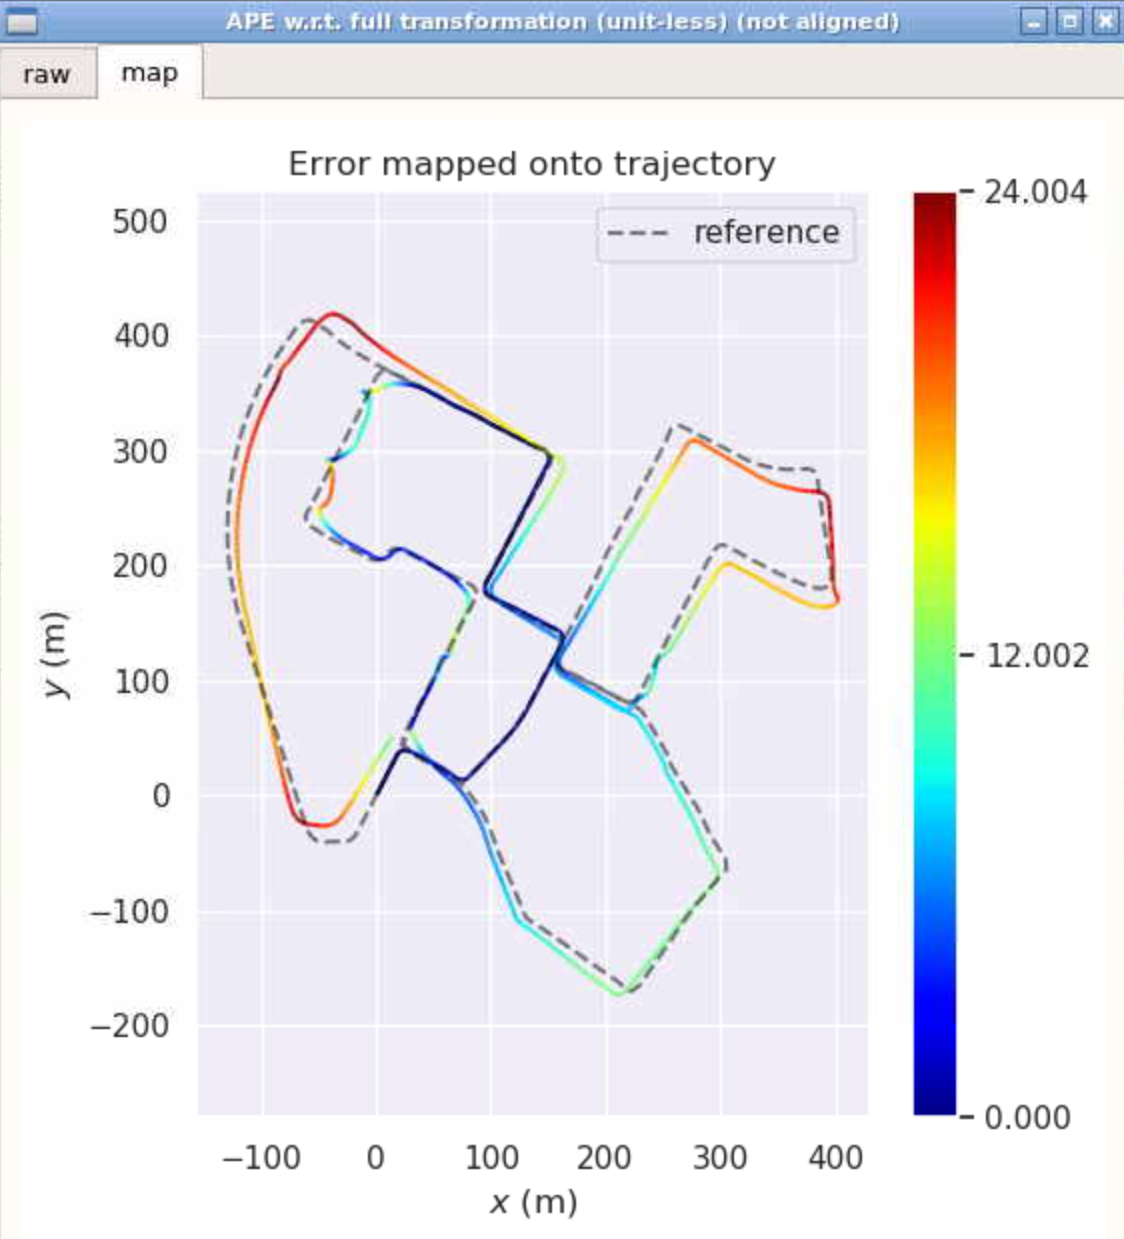 APE w.r.t. full transformation (unit-less) (not aligned)
raw
map
Error mapped onto trajectory
reference
500
400
300
200
100
0
−100
−200
y (m)
−100 0 100 200 300 400
x (m)
24.004
12.002
0.000